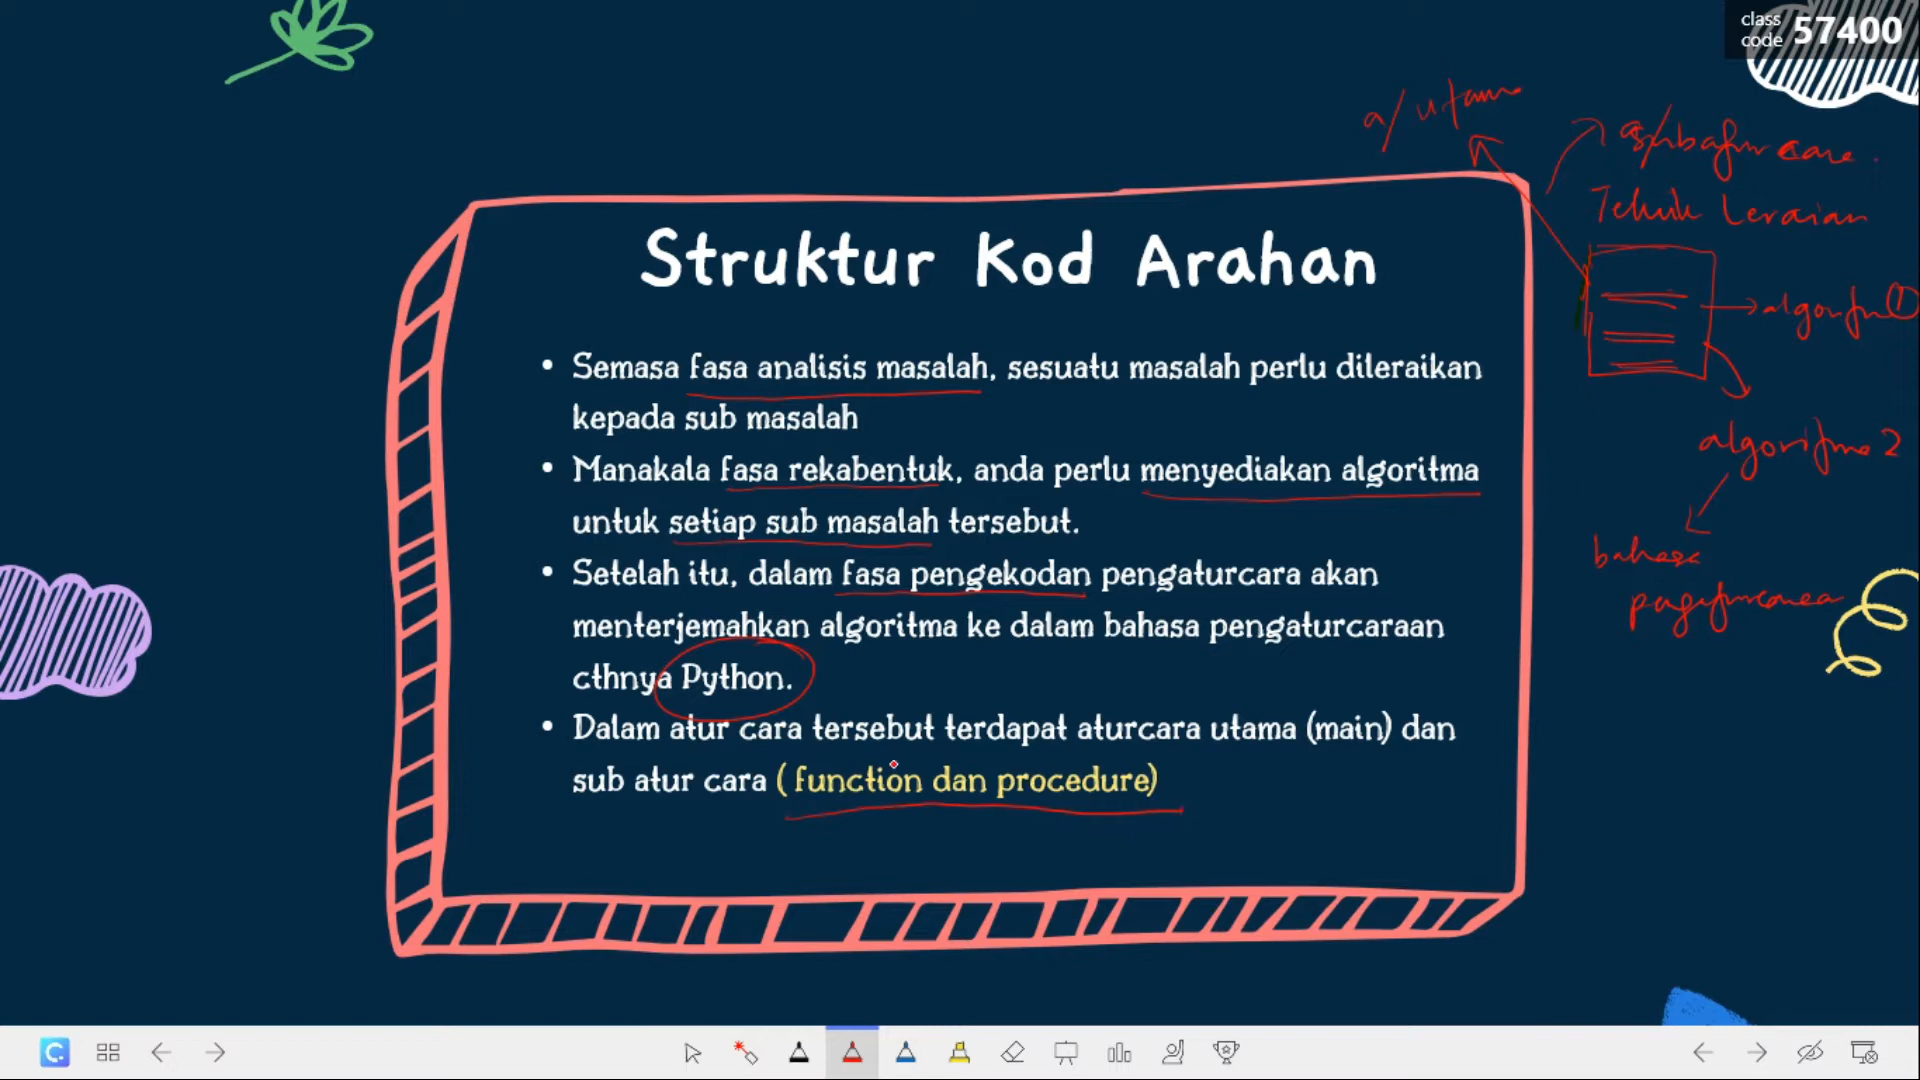 class code 57400
a/utama
Teknik Leraian
Struktur Kod Arahan
• Semasa fasa analisis masalah, sesuatu masalah perlu dileraikan
kepada sub masalah
• Manakala fasa rekabentuk, anda perlu menyediakan algoritma
untuk setiap sub masalah tersebut.
• Setelah itu, dalam fasa pengekodan pengaturcara akan
menterjemahkan algoritma ke dalam bahasa pengaturcaraan
cthnya Python.
• Dalam atur cara tersebut terdapat aturcara utama (main) dan
sub atur cara ( function dan procedure)
algoritma 2
bahasa